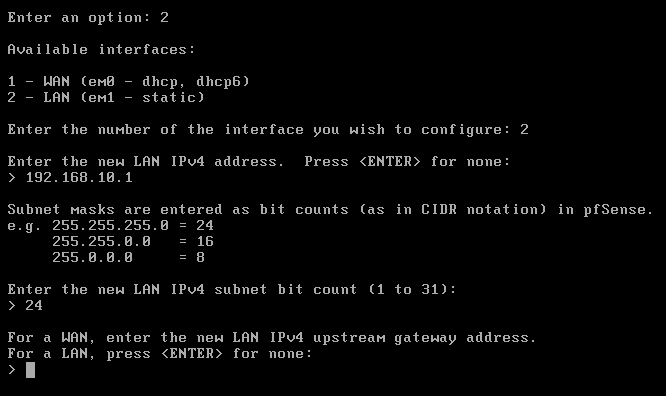 Enter an option: 2
Available interfaces:
1 - WAN (em0 - dhcp, dhcp6)
2 - LAN (em1 - static)
Enter the number of the interface you wish to configure: 2
Enter the new LAN IPv4 address.  Press <ENTER> for none:
> 192.168.10.1
Subnet masks are entered as bit counts (as in CIDR notation) in pfSense.
e.g. 255.255.255.0 = 24
     255.255.0.0   = 16
     255.0.0.0     = 8
Enter the new LAN IPv4 subnet bit count (1 to 31):
> 24
For a WAN, enter the new LAN IPv4 upstream gateway address.
For a LAN, press <ENTER> for none:
>